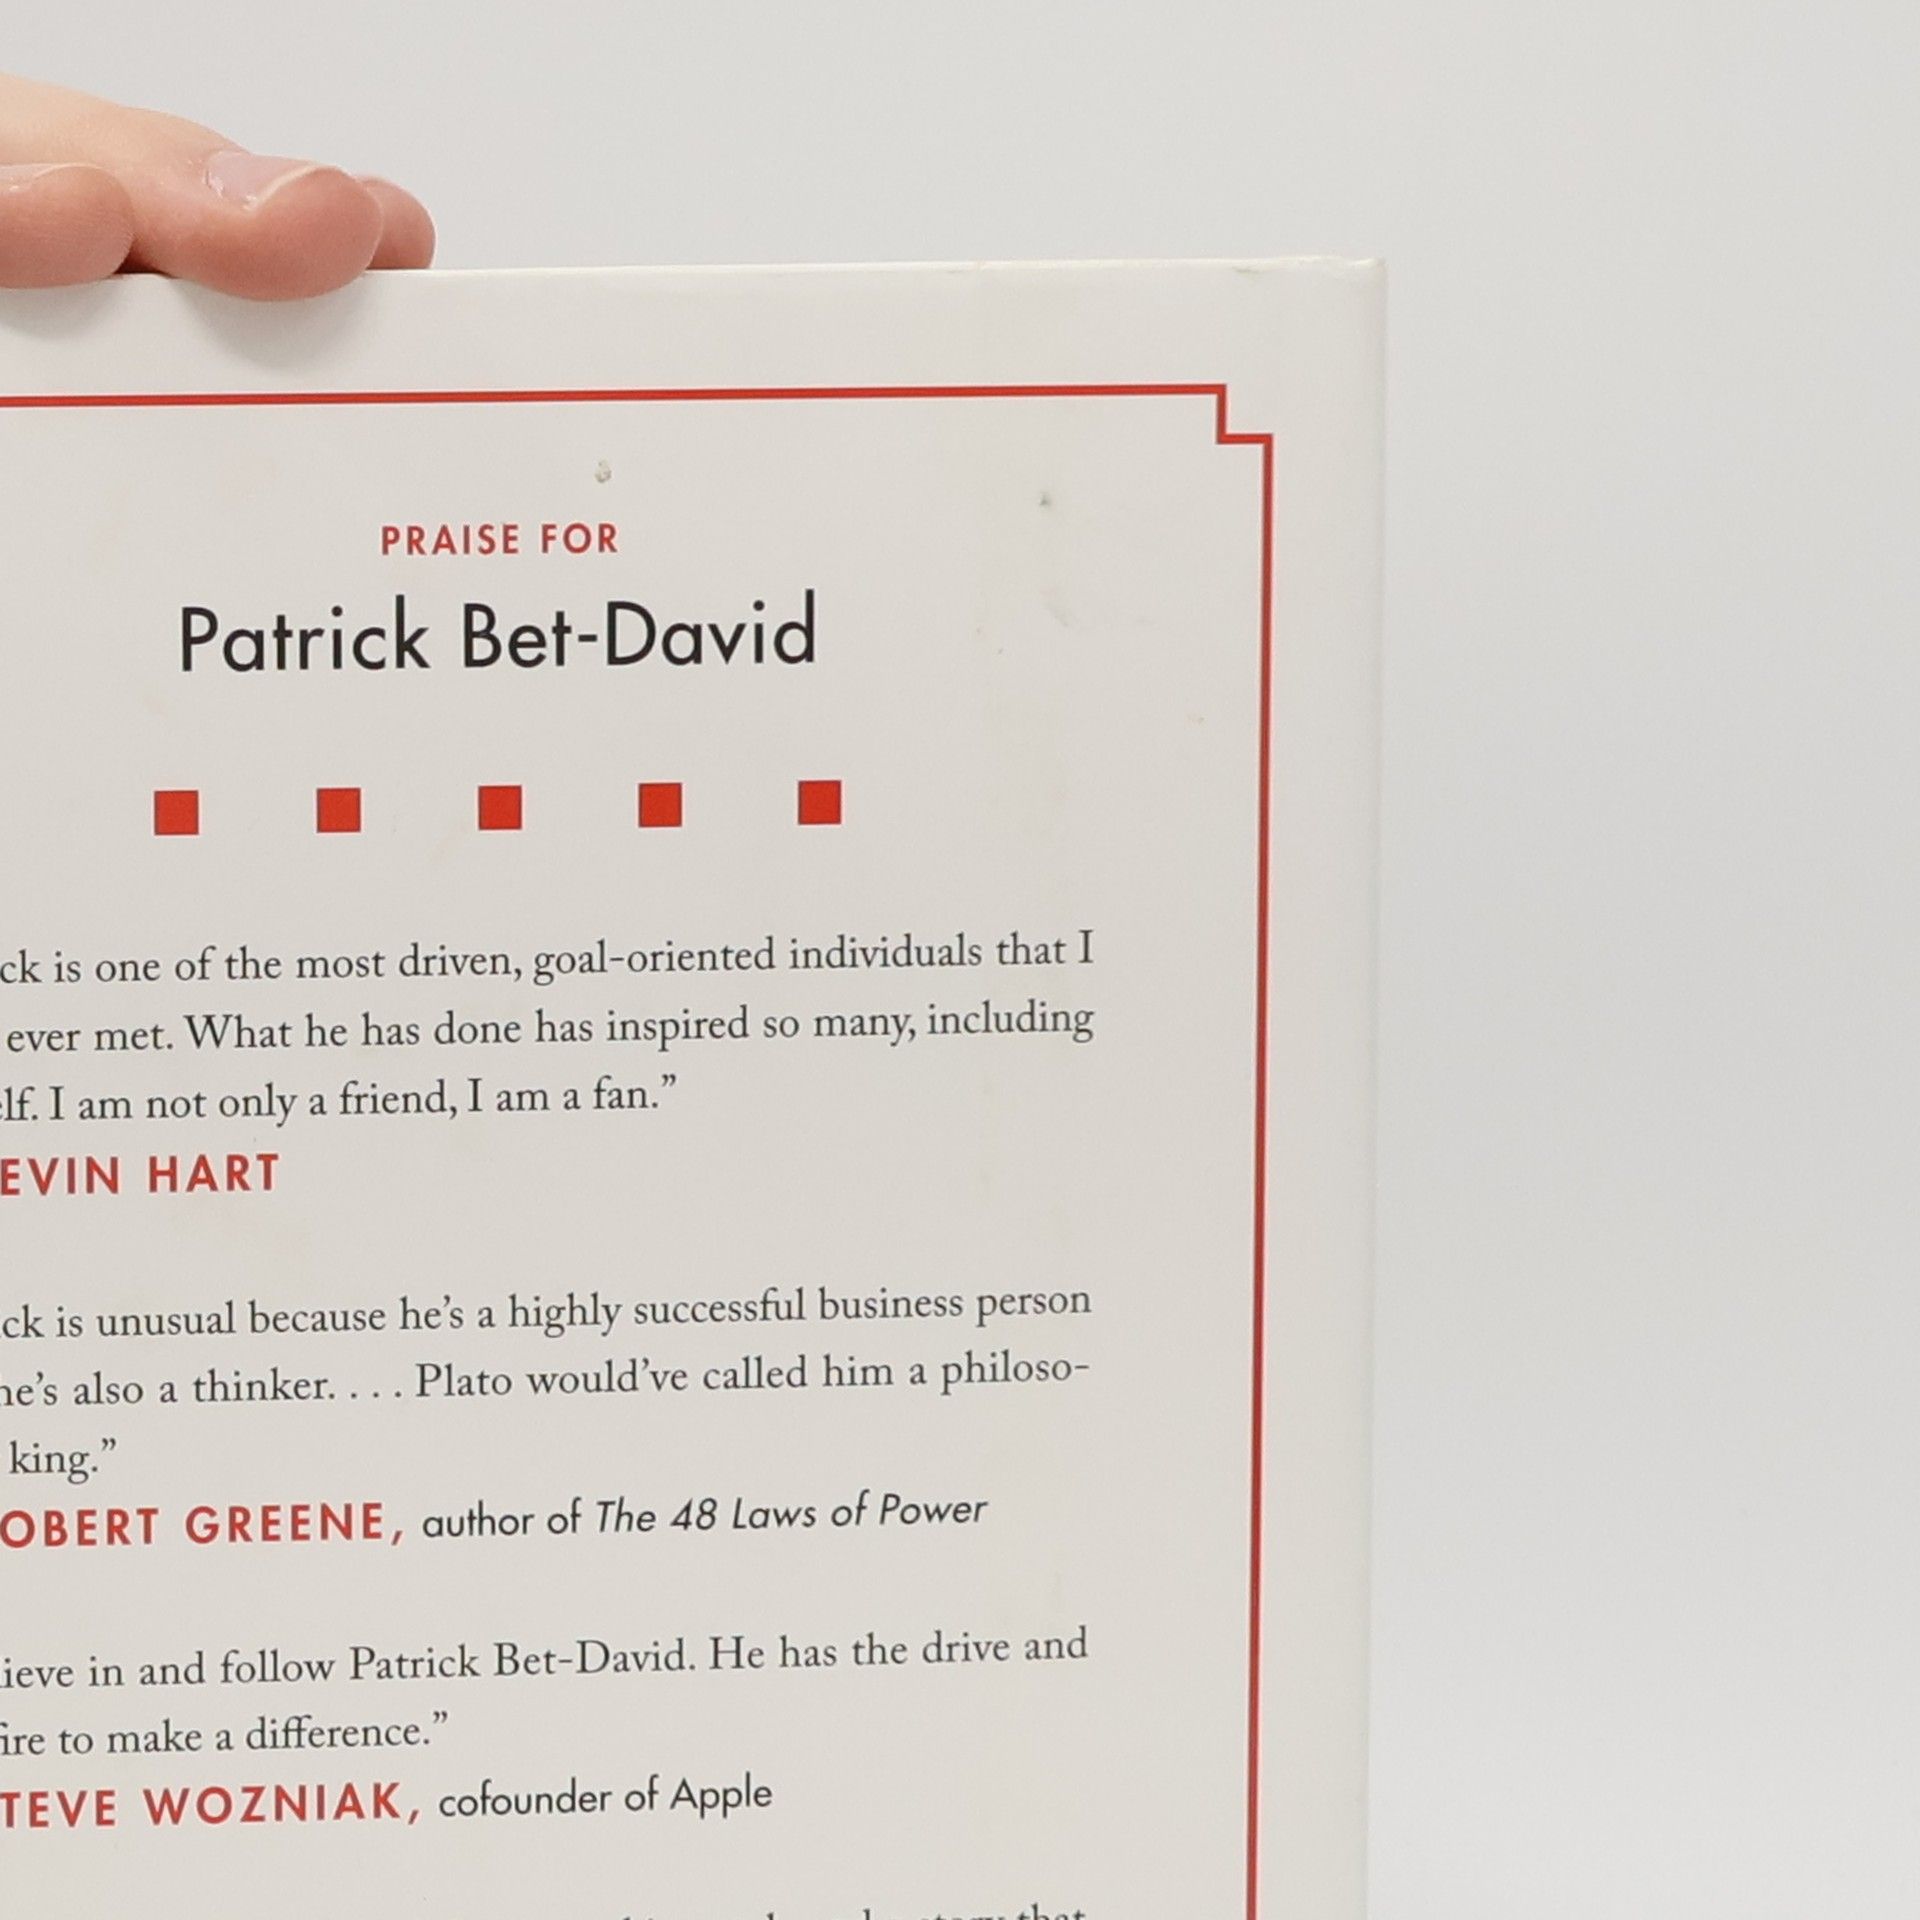 PRAISE FOR
Patrick Bet-David
ck is one of the most driven, goal-oriented individuals that I
ever met. What he has done has inspired so many, including
lf. I am not only a friend, I am a fan.”
EVIN HART
ck is unusual because he’s a highly successful business person
he’s also a thinker. . . . Plato would’ve called him a philoso-
king.”
OBERT GREENE, author of The 48 Laws of Power
ieve in and follow Patrick Bet-David. He has the drive and
ire to make a difference.”
TEVE WOZNIAK, cofounder of Apple
that